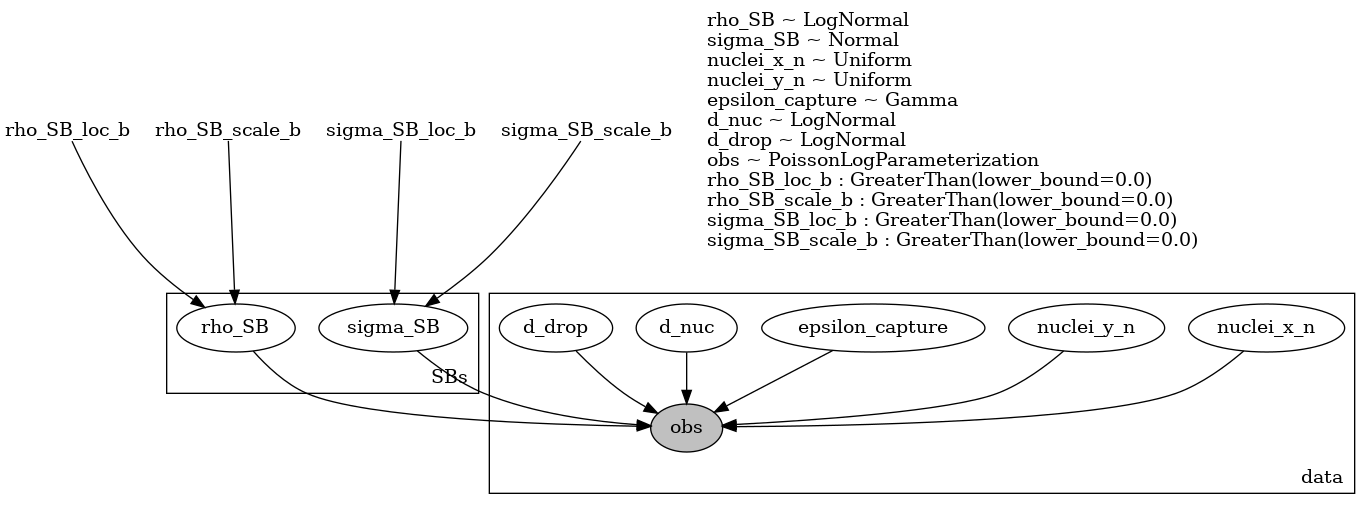 rho_SB ~ LogNormal
sigma_SB ~ Normal
nuclei_x_n ~ Uniform
nuclei_y_n ~ Uniform
epsilon_capture ~ Gamma
d_nuc ~ LogNormal
d_drop ~ LogNormal
obs ~ PoissonLogParameterization
rho_SB_loc_b : GreaterThan(lower_bound=0.0)
rho_SB_scale_b : GreaterThan(lower_bound=0.0)
sigma_SB_loc_b : GreaterThan(lower_bound=0.0)
sigma_SB_scale_b : GreaterThan(lower_bound=0.0)
rho_SB_loc_b
rho_SB_scale_b
sigma_SB_loc_b
sigma_SB_scale_b
rho_SB
sigma_SB
SBs
d_drop
d_nuc
epsilon_capture
nuclei_y_n
nuclei_x_n
obs
data